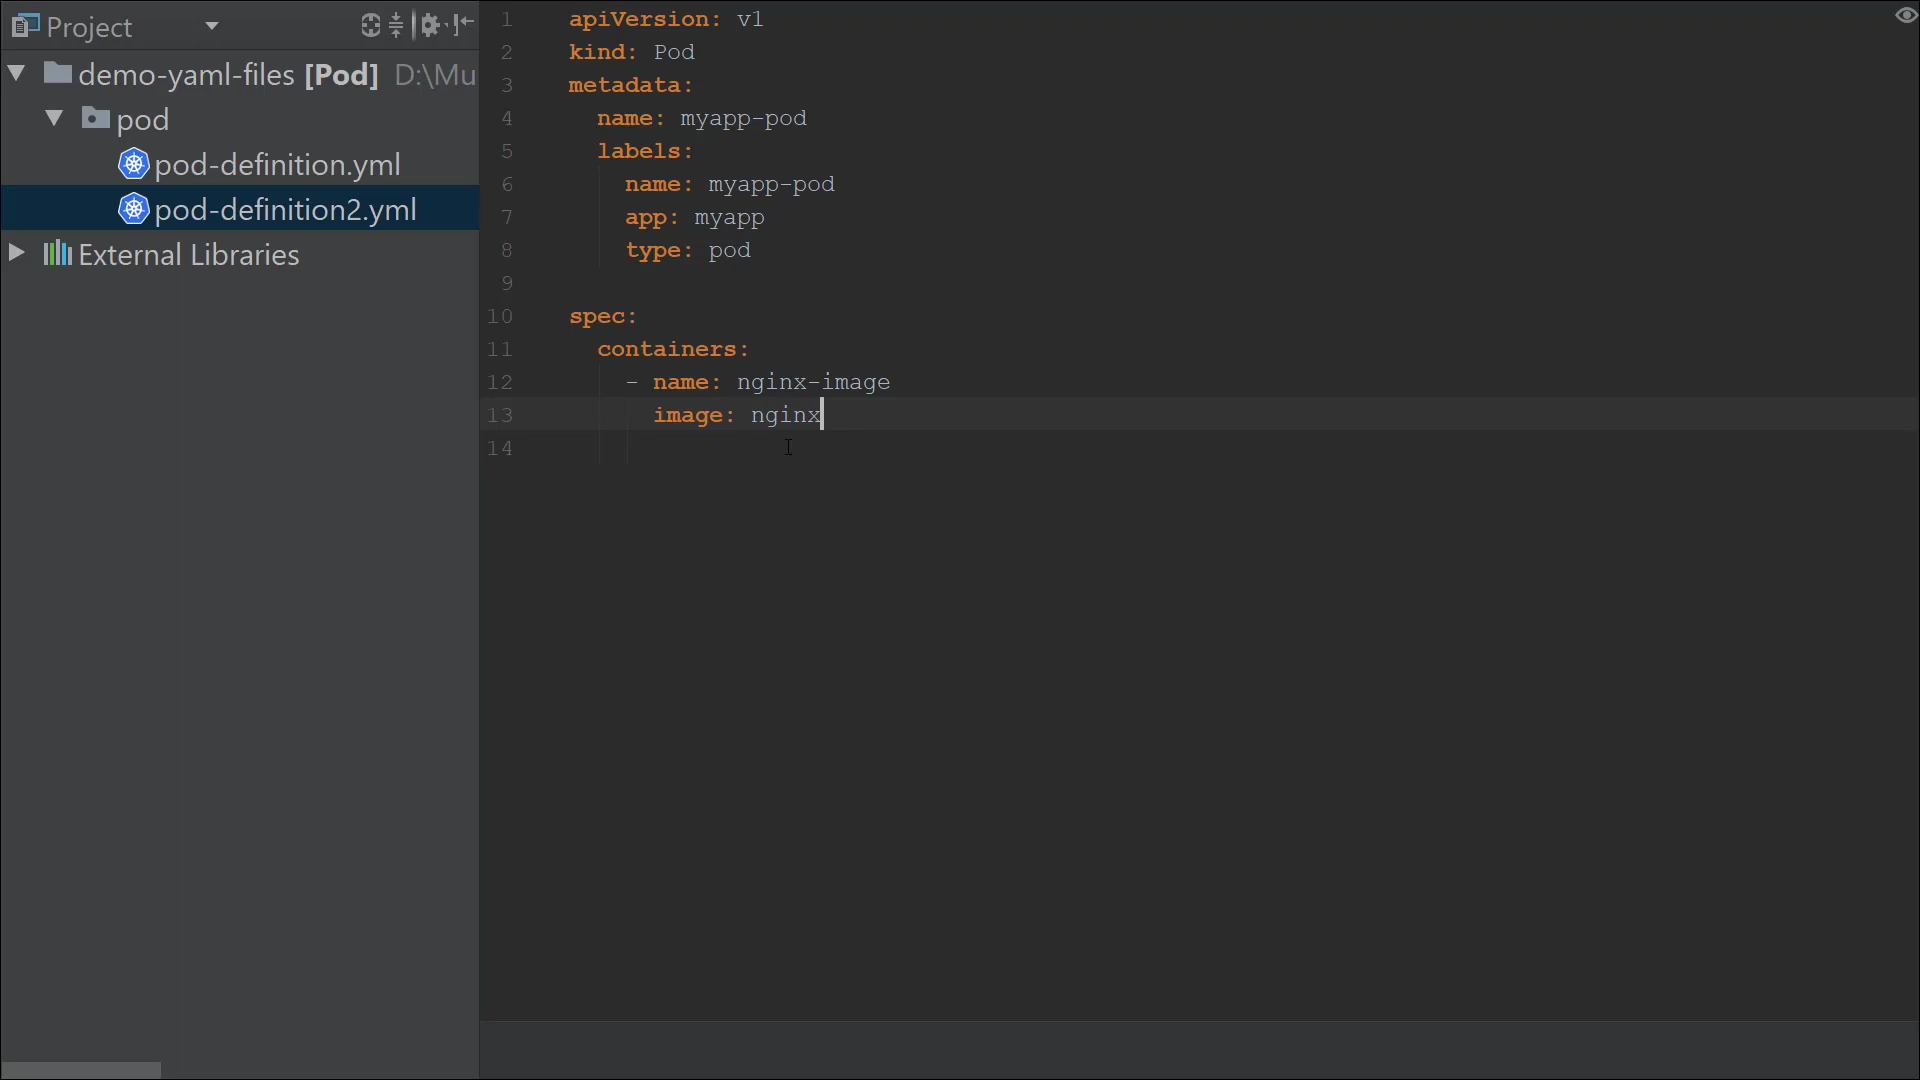 Project
demo-yaml-files [Pod] D:\Mu
pod
pod-definition.yml
pod-definition2.yml
External Libraries
1 apiVersion: v1
2 kind: Pod
3 metadata:
4   name: myapp-pod
5   labels:
6     name: myapp-pod
7     app: myapp
8     type: pod
9
10 spec:
11   containers:
12     - name: nginx-image
13       image: nginx
14